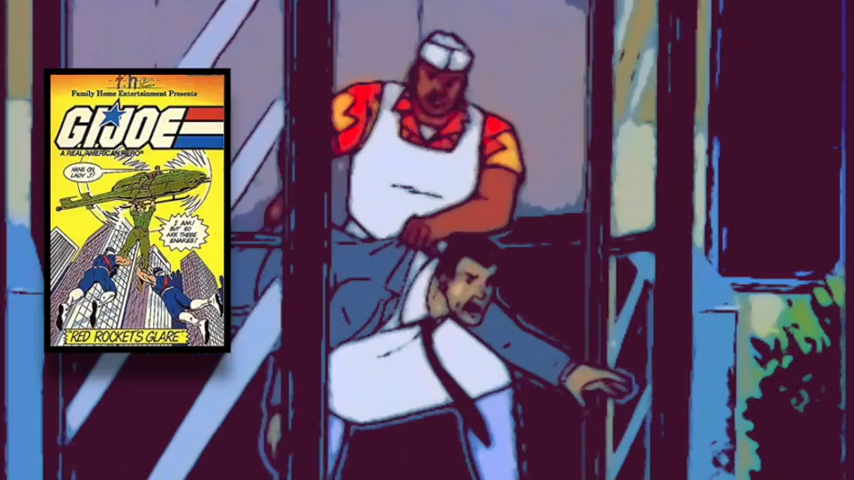 Family Home Entertainment Presents
G.I. JOE
A REAL AMERICAN HERO
HANG ON, LADY J!
I AM! BUT SO ARE THESE SNAKES!
"RED ROCKET'S GLARE"